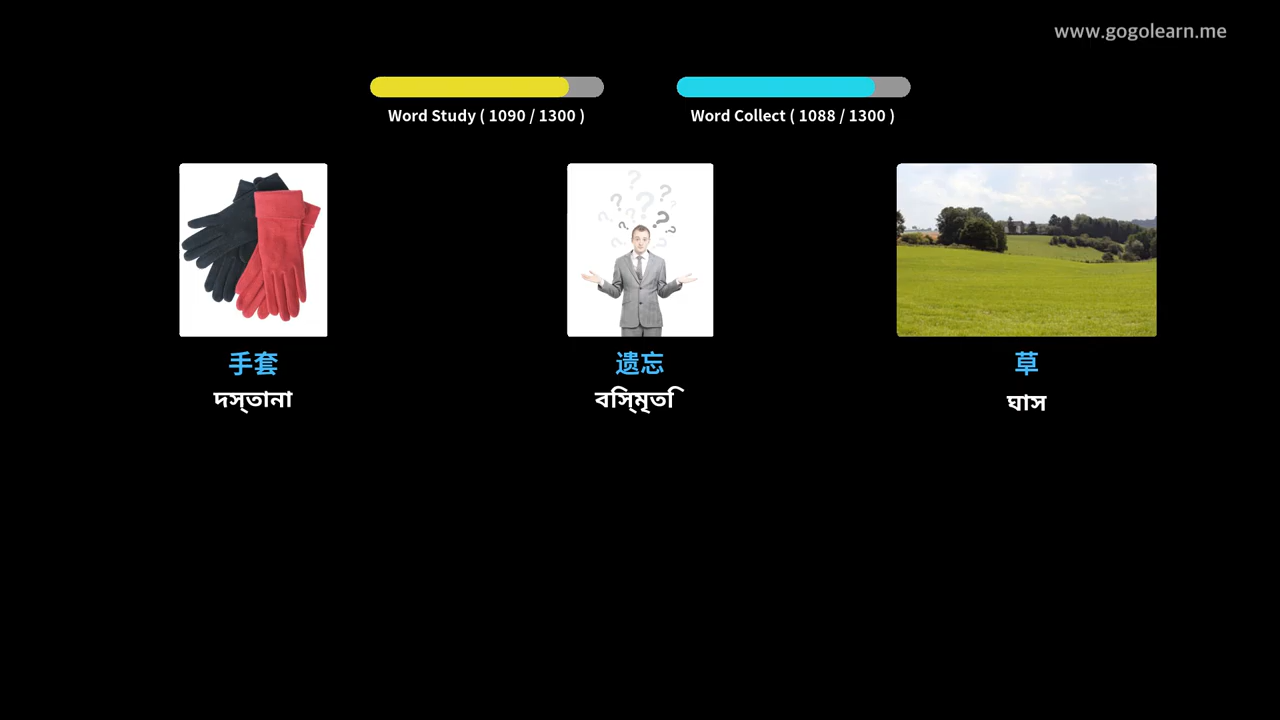 www.gogolearn.me
Word Study ( 1090 / 1300 )
Word Collect ( 1088 / 1300 )
手套
遗忘
草
দস্তানা
বিস্মৃতি
ঘাস